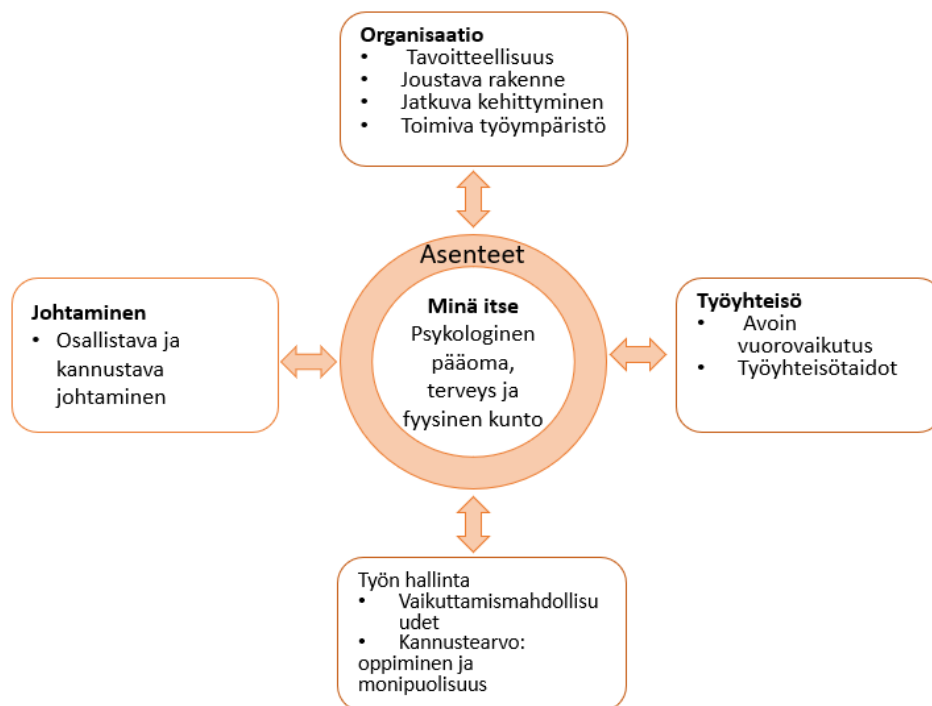 Organisaatio
• Tavoitteellisuus
• Joustava rakenne
• Jatkuva kehittyminen
• Toimiva työympäristö
Asenteet
Minä itse
Psykologinen
pääoma,
terveys ja
fyysinen kunto
Johtaminen
• Osallistava ja
kannustava
johtaminen
Työyhteisö
• Avoin
vuorovaikutus
• Työyhteisötaidot
Työn hallinta
• Vaikuttamismahdollisu
udet
• Kannustearvo:
oppiminen ja
monipuolisuus